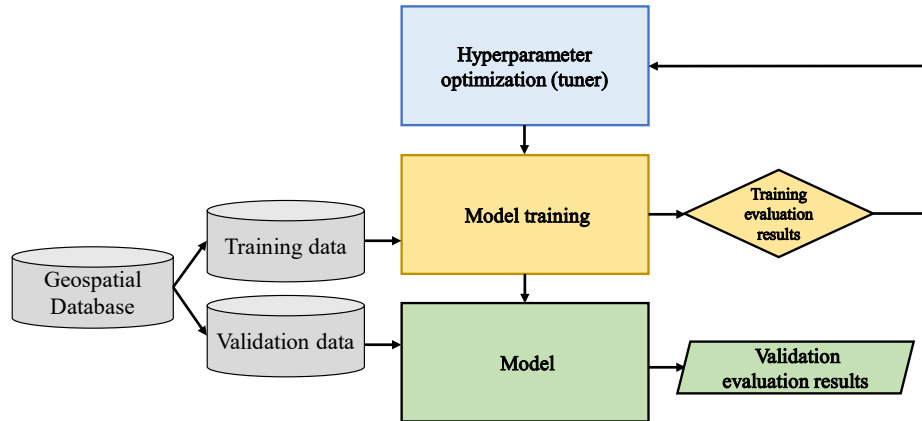 Hyperparameter
optimization (tuner)
Model training
Training
evaluation
results
Training data
Geospatial
Database
Validation data
Model
Validation
evaluation results